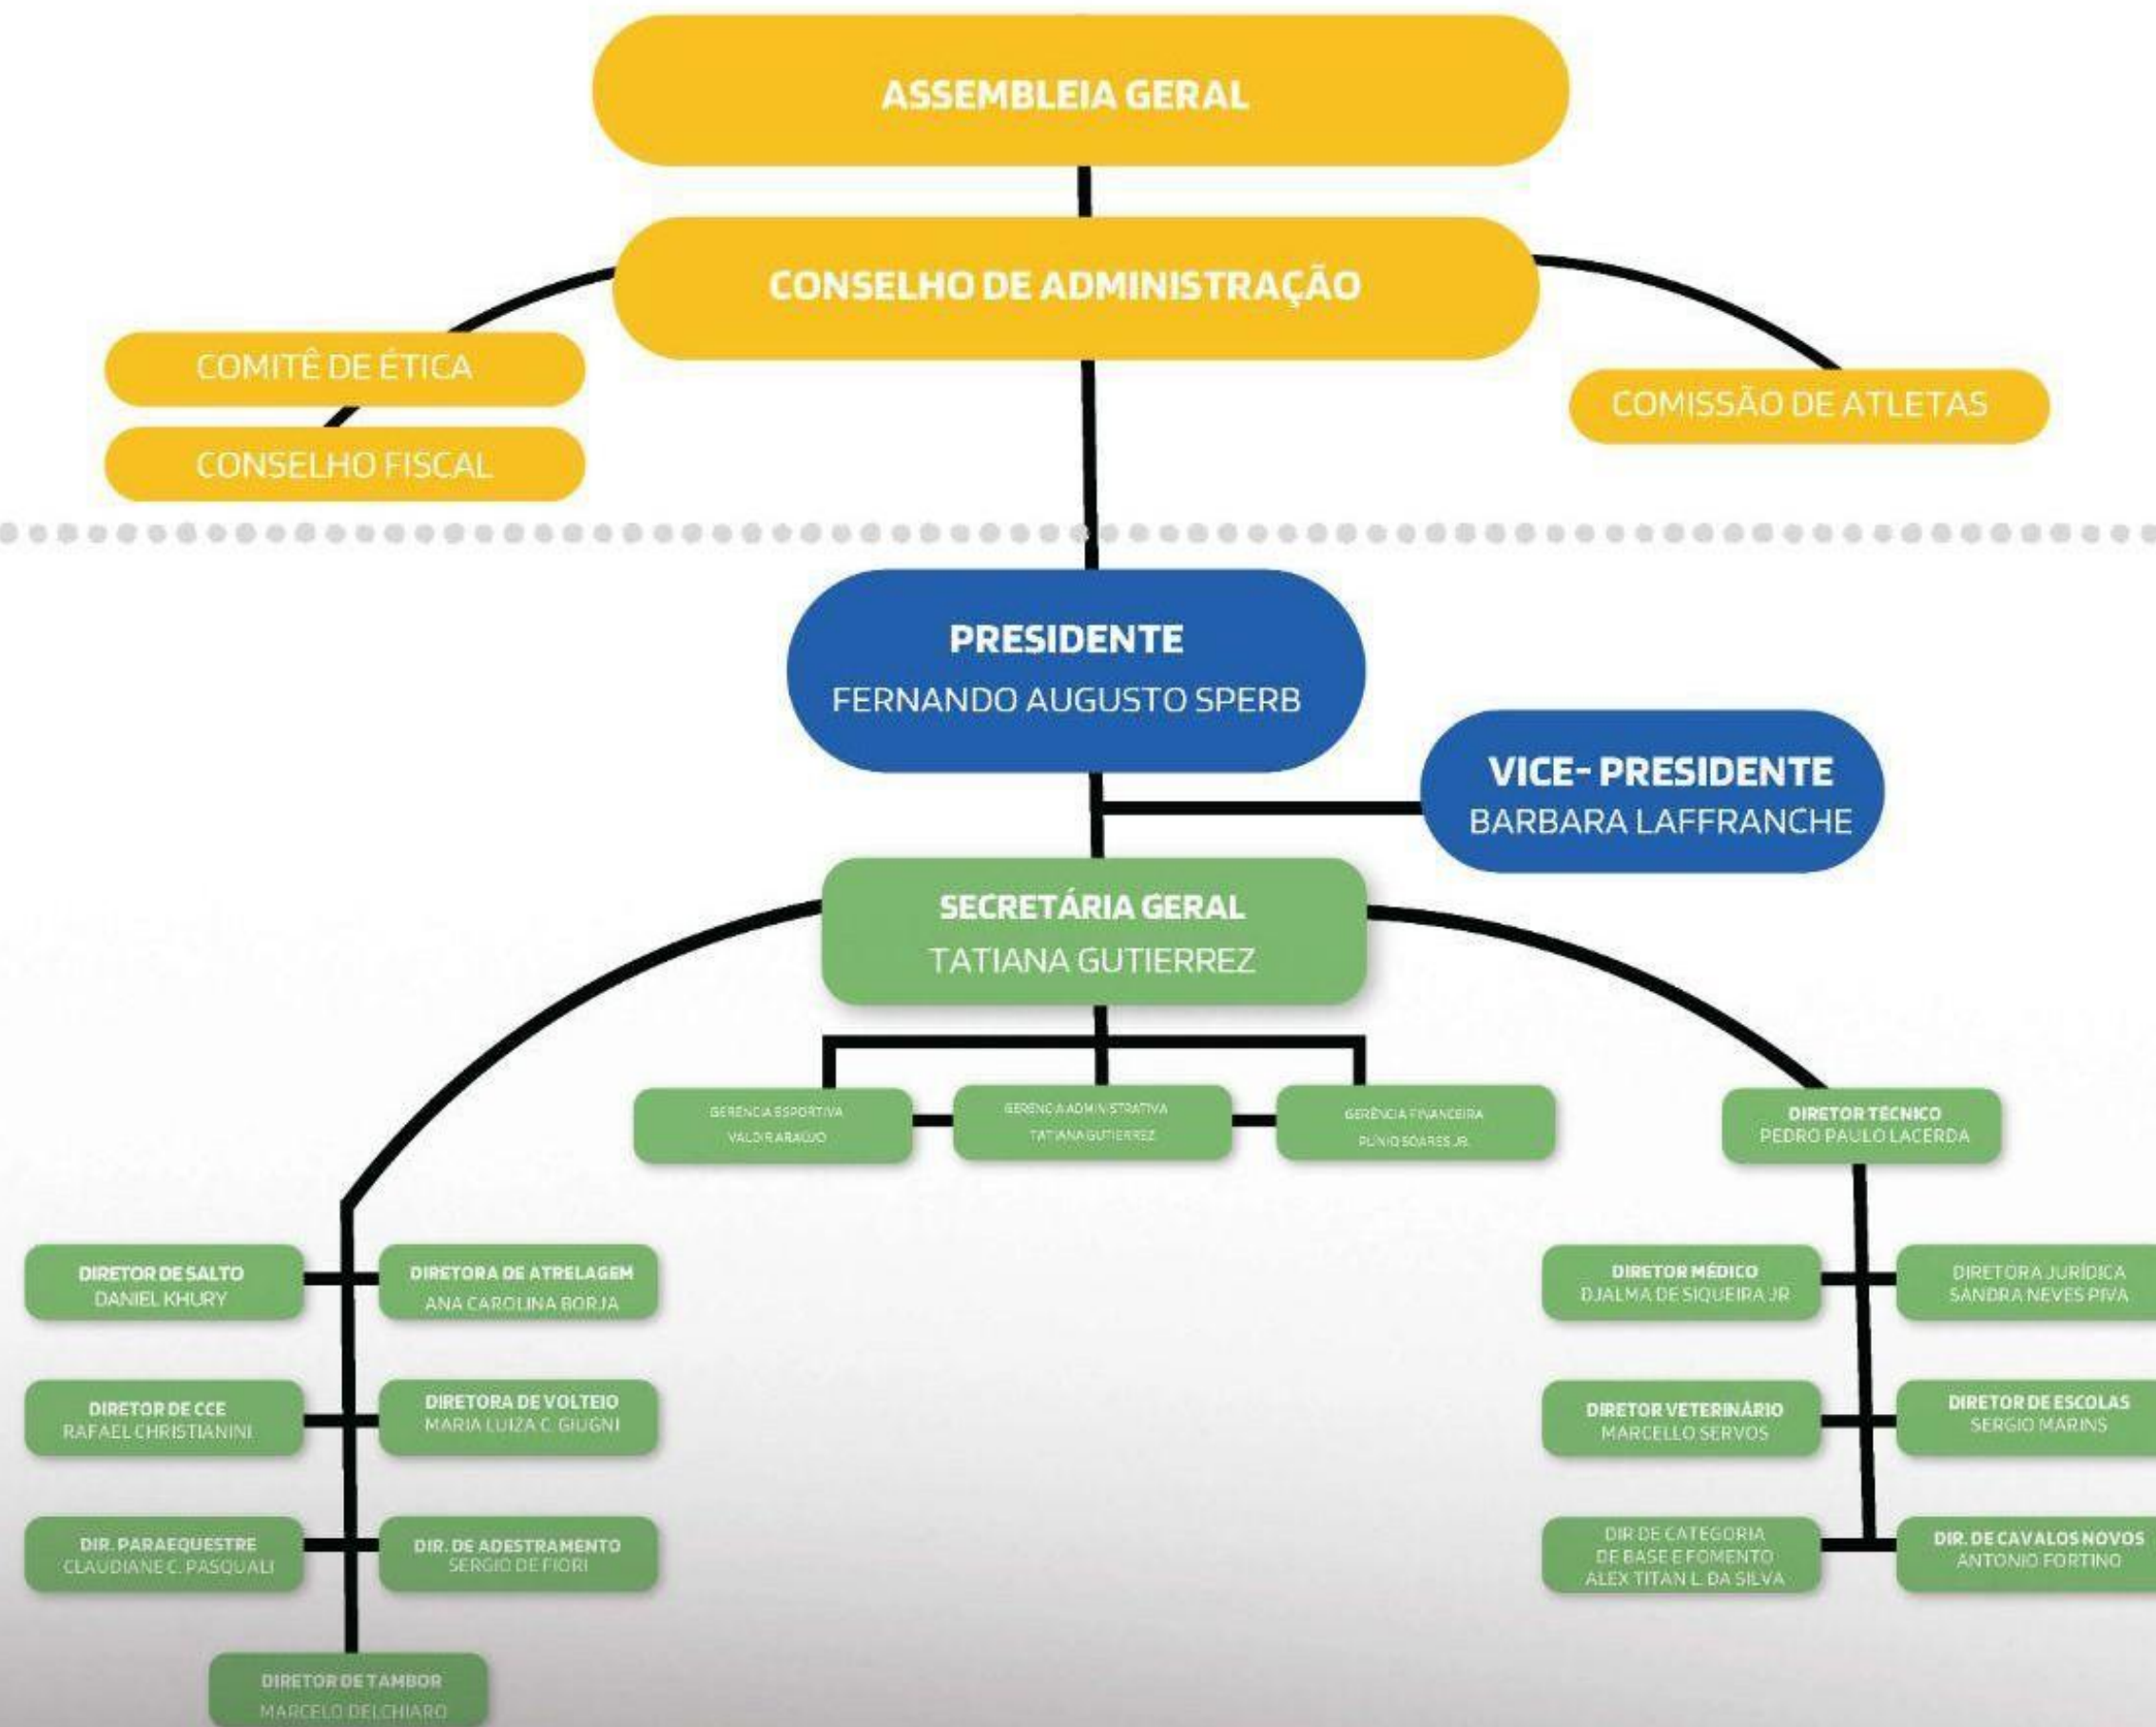 ASSEMBLEIA GERAL
CONSELHO DE ADMINISTRAÇÃO
COMITÊ DE ÉTICA
CONSELHO FISCAL
COMISSÃO DE ATLETAS
PRESIDENTE
FERNANDO AUGUSTO SPERB
VICE- PRESIDENTE
BARBARA LAFFRANCHE
SECRETÁRIA GERAL
TATIANA GUTIERREZ
GERÊNCIA ESPORTIVA
VALDIR ARAÚJO
GERÊNCIA ADMINISTRATIVA
TATIANA GUTIERREZ
GERÊNCIA FINANCEIRA
PLÍNIO SOARES JR.
DIRETOR TÉCNICO
PEDRO PAULO LACERDA
DIRETOR DE SALTO
DANIEL KHURY
DIRETORA DE ATRELAGEM
ANA CAROLINA BORJA
DIRETOR DE CCE
RAFAEL CHRISTIANINI
DIRETORA DE VOLTEIO
MARIA LUIZA C. GIUGNI
DIR. PARAEQUESTRE
CLAUDIANE C. PASQUALI
DIR. DE ADESTRAMENTO
SERGIO DE FIORI
DIRETOR DE TAMBOR
MARCELO DELCHIARO
DIRETOR MÉDICO
DJALMA DE SIQUEIRA JR
DIRETORA JURÍDICA
SANDRA NEVES PIVA
DIRETOR VETERINÁRIO
MARCELLO SERVOS
DIRETOR DE ESCOLAS
SERGIO MARINS
DIR DE CATEGORIA
DE BASE E FOMENTO
ALEX TITAN L. DA SILVA
DIR. DE CAVALOS NOVOS
ANTONIO FORTINO